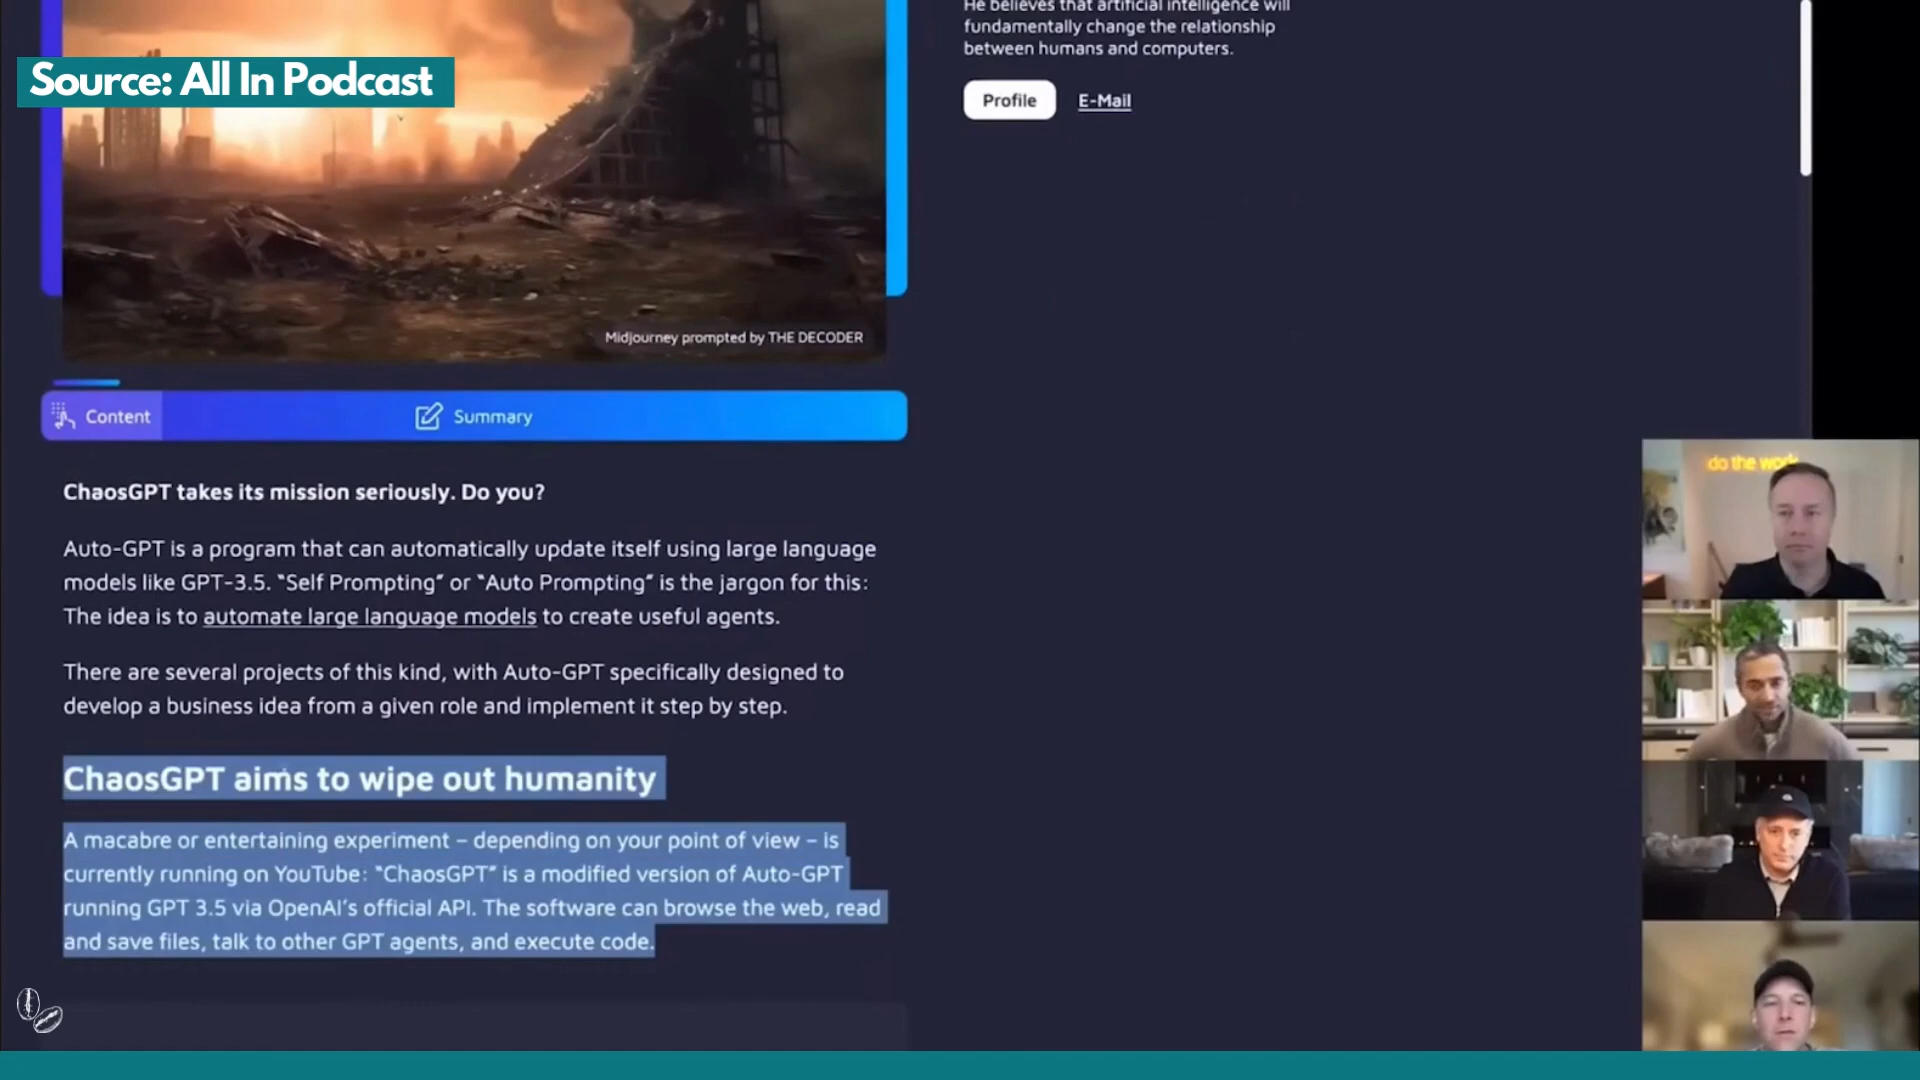 He believes that artificial intelligence will
fundamentally change the relationship
between humans and computers.
Source: All In Podcast
Profile
E-Mail
Midjourney prompted by THE DECODER
Content
Summary
do the work
ChaosGPT takes its mission seriously. Do you?
Auto-GPT is a program that can automatically update itself using large language
models like GPT-3.5. “Self Prompting” or “Auto Prompting” is the jargon for this:
The idea is to automate large language models to create useful agents.
There are several projects of this kind, with Auto-GPT specifically designed to
develop a business idea from a given role and implement it step by step.
ChaosGPT aims to wipe out humanity
A macabre or entertaining experiment – depending on your point of view – is
currently running on YouTube: “ChaosGPT” is a modified version of Auto-GPT
running GPT 3.5 via OpenAI’s official API. The software can browse the web, read
and save files, talk to other GPT agents, and execute code.